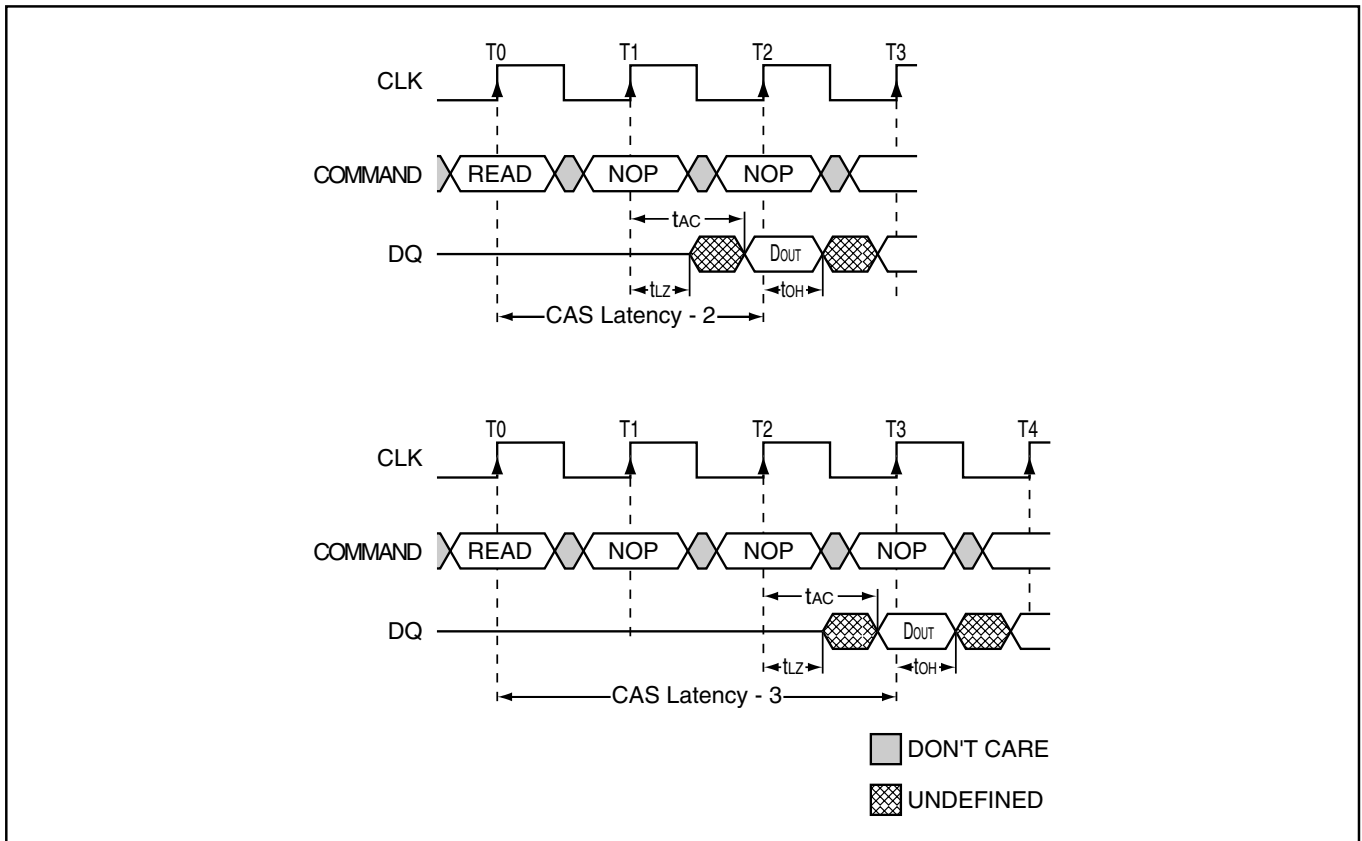 T0 T1 T2 T3
CLK
COMMAND READ NOP NOP
tAC
DQ DOUT
tLZ tOH
CAS Latency - 2
T0 T1 T2 T3 T4
CLK
COMMAND READ NOP NOP NOP
tAC
DQ DOUT
tLZ tOH
CAS Latency - 3
DON'T CARE
UNDEFINED